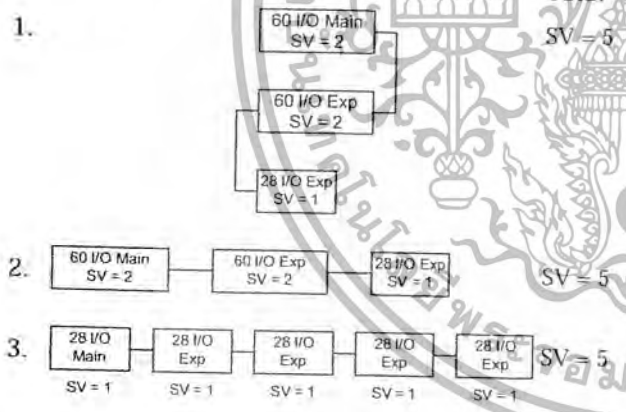 1.
60 I/O Main
SV = 2
SV = 5
60 I/O Exp
SV = 2
28 I/O Exp
SV = 1
2.
60 I/O Main
SV = 2
60 I/O Exp
SV = 2
28 I/O Exp
SV = 1
SV = 5
3.
28 I/O
Main
28 I/O
Exp
28 I/O
Exp
28 I/O
Exp
28 I/O
Exp
SV = 5
SV = 1
SV = 1
SV = 1
SV = 1
SV = 1